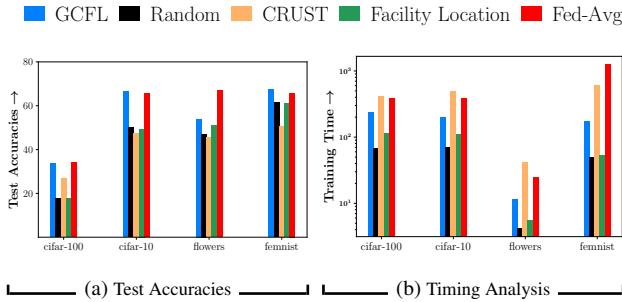 GCFL Random CRUST Facility Location Fed-Avg
Test Accuracies →
80
60
40
20
cifar-100 cifar-10 flowers femnist
(a) Test Accuracies
Training Time →
10³
10²
10¹
cifar-100 cifar-10 flowers femnist
(b) Timing Analysis